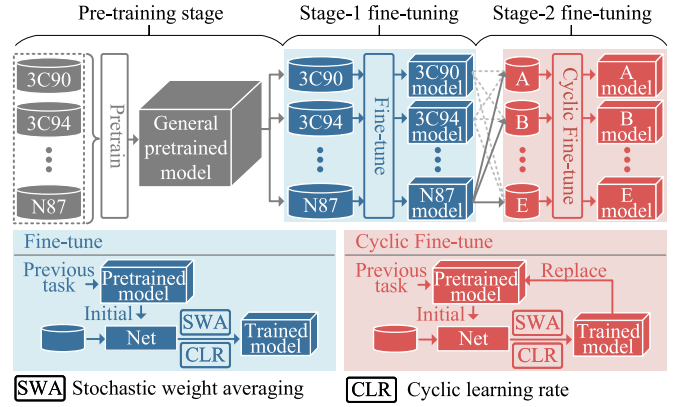 Pre-training stage
Stage-1 fine-tuning
Stage-2 fine-tuning
3C90
3C94
N87
Pretrain
General
pretrained
model
3C90
3C94
N87
Fine-tune
3C90
model
3C94
model
N87
model
A
B
E
Cyclic Fine-tune
A
model
B
model
E
model
Fine-tune
Previous
task
Pretrained
model
Initial
Net
SWA
CLR
Trained
model
Cyclic Fine-tune
Previous
task
Pretrained
model
Replace
Initial
Net
SWA
CLR
Trained
model
SWA Stochastic weight averaging
CLR Cyclic learning rate